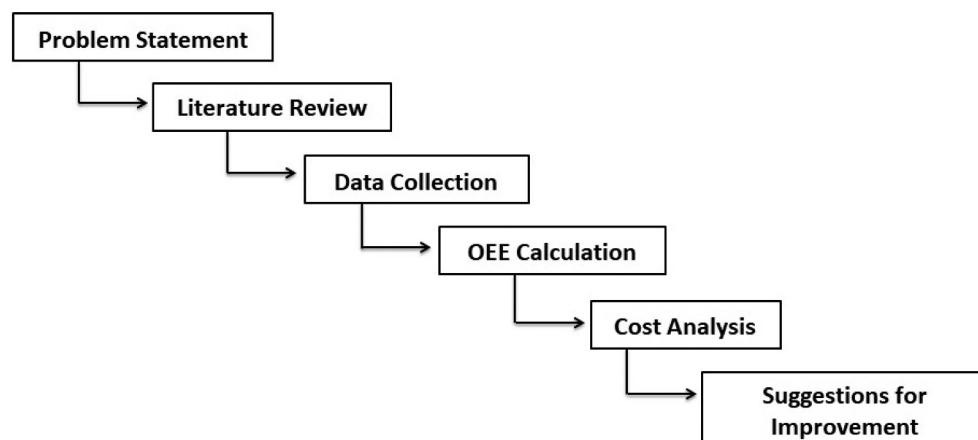 Problem Statement
Literature Review
Data Collection
OEE Calculation
Cost Analysis
Suggestions for
Improvement